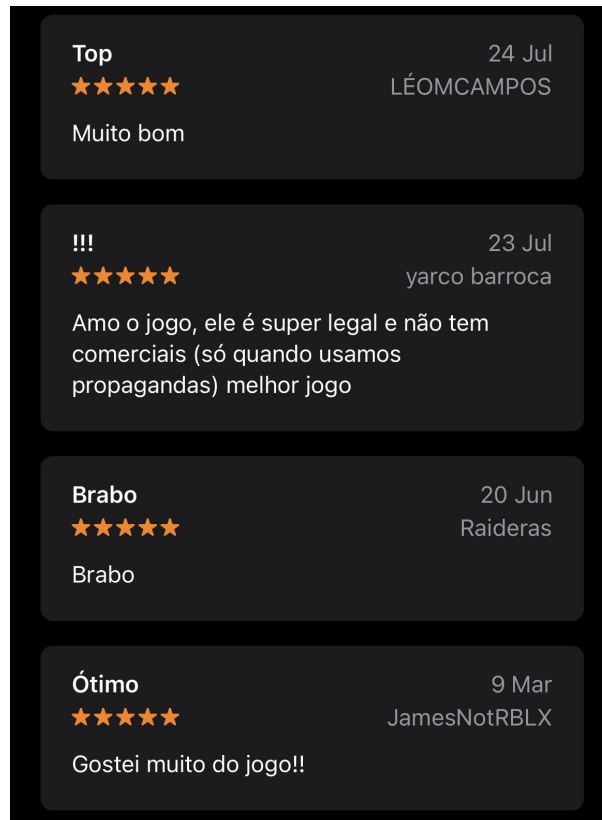 Top 24 Jul
★★★★★ LÉOMCAMPOS
Muito bom
!!! 23 Jul
★★★★★ yarco barroca
Amo o jogo, ele é super legal e não tem
comerciais (só quando usamos
propagandas) melhor jogo
Brabo 20 Jun
★★★★★ Raideras
Brabo
Ótimo 9 Mar
★★★★★ JamesNotRBLX
Gostei muito do jogo!!